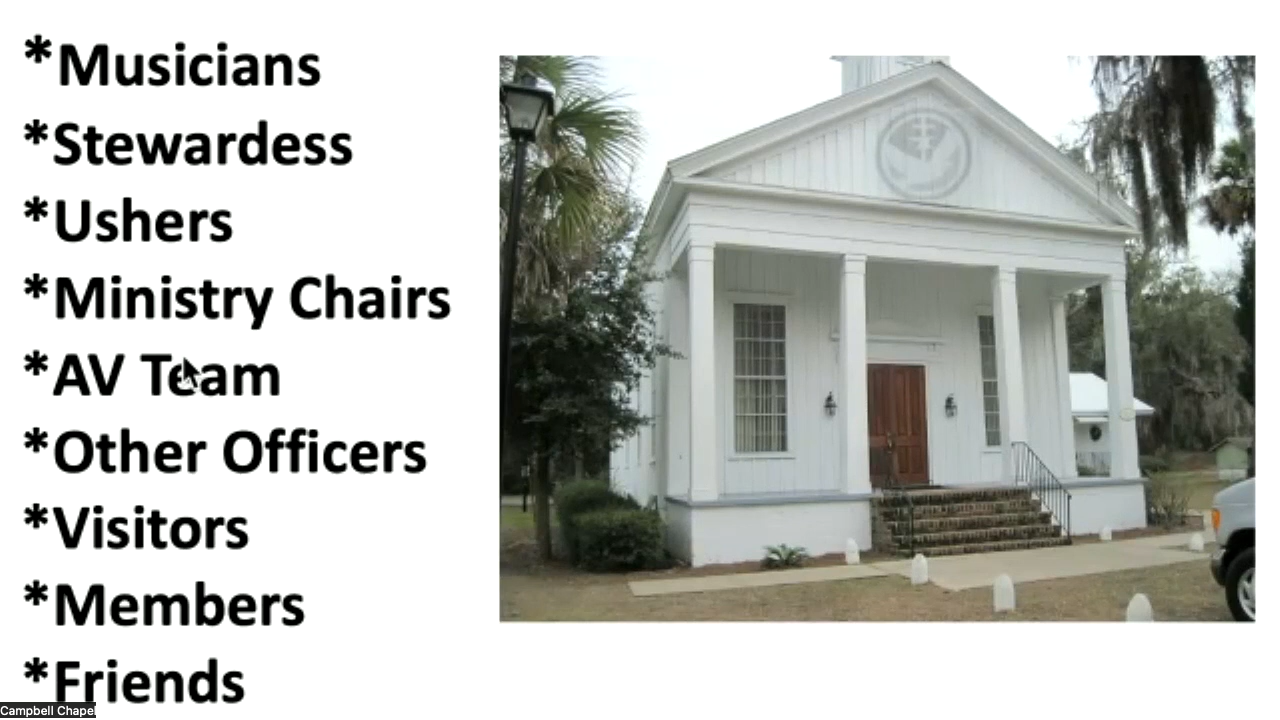 *Musicians
*Stewardess
*Ushers
*Ministry Chairs
*AV Team
*Other Officers
*Visitors
*Members
*Friends
Campbell Chapel